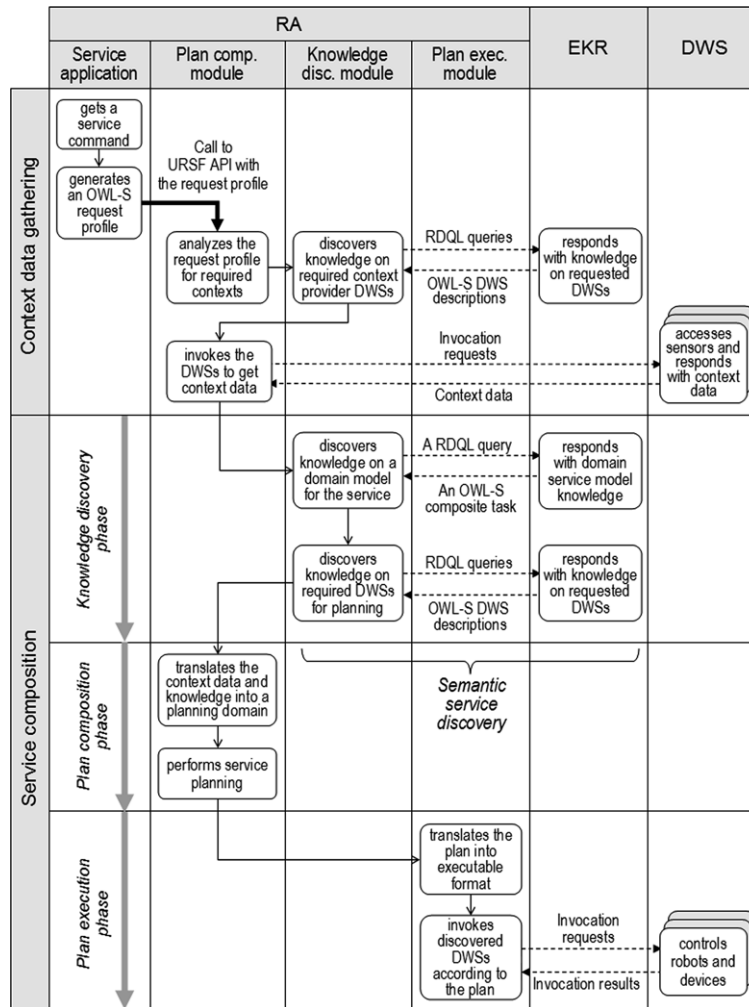 RA
EKR
DWS
Service
application
Plan comp.
module
Knowledge
disc. module
Plan exec.
module
Context data gathering
gets a
service
command
generates
an OWL-S
request
profile
Call to
URSF API with
the request profile
analyzes the
request profile
for required
contexts
discovers
knowledge on
required context
provider DWSs
RDQL queries
OWL-S DWS
descriptions
responds
with knowledge
on requested
DWSs
invokes the
DWSs to get
context data
Invocation
requests
Context data
accesses
sensors and
responds
with context
data
Service composition
Knowledge discovery
phase
discovers
knowledge on a
domain model
for the service
A RDQL query
An OWL-S
composite task
responds
with domain
service model
knowledge
discovers
knowledge on
required DWSs
for planning
RDQL queries
OWL-S DWS
descriptions
responds
with knowledge
on requested
DWSs
Plan composition
phase
translates the
context data and
knowledge into a
planning domain
Semantic
service
discovery
performs service
planning
Plan execution
phase
translates the
plan into
executable
format
invokes
discovered
DWSs
according to
the plan
Invocation
requests
Invocation results
controls
robots and
devices